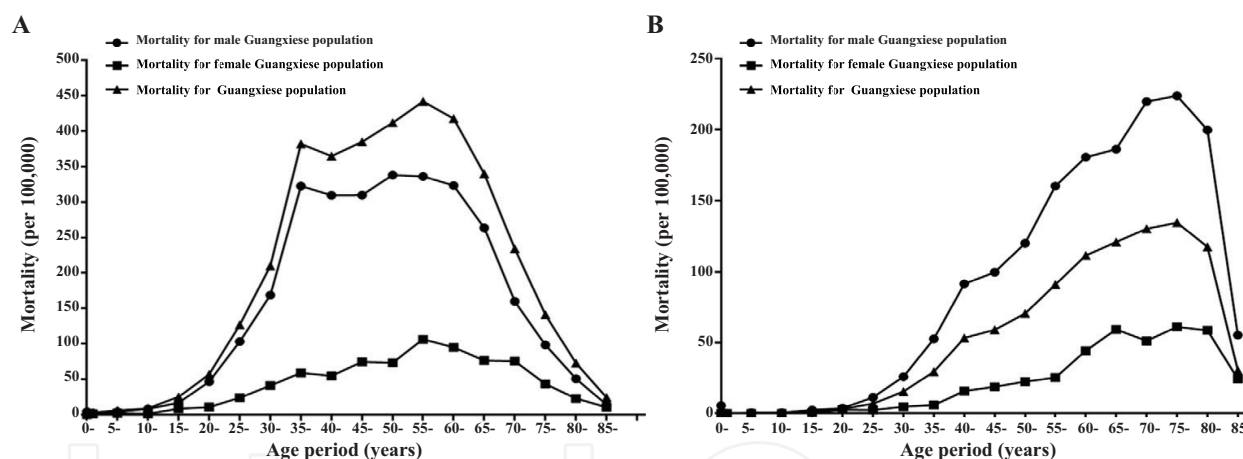 A
Mortality for male Guangxiese population
Mortality for female Guangxiese population
Mortality for Guangxiese population
Mortality (per 100,000)
500
450
400
350
300
250
200
150
100
50
0
0- 5- 10- 15- 20- 25- 30- 35- 40- 45- 50- 55- 60- 65- 70- 75- 80- 85-
Age period (years)
B
Mortality for male Guangxiese population
Mortality for female Guangxiese population
Mortality for Guangxiese population
Mortality (per 100,000)
250
200
150
100
50
0
0- 5- 10- 15- 20- 25- 30- 35- 40- 45- 50- 55- 60- 65- 70- 75- 80- 85
Age period (years)